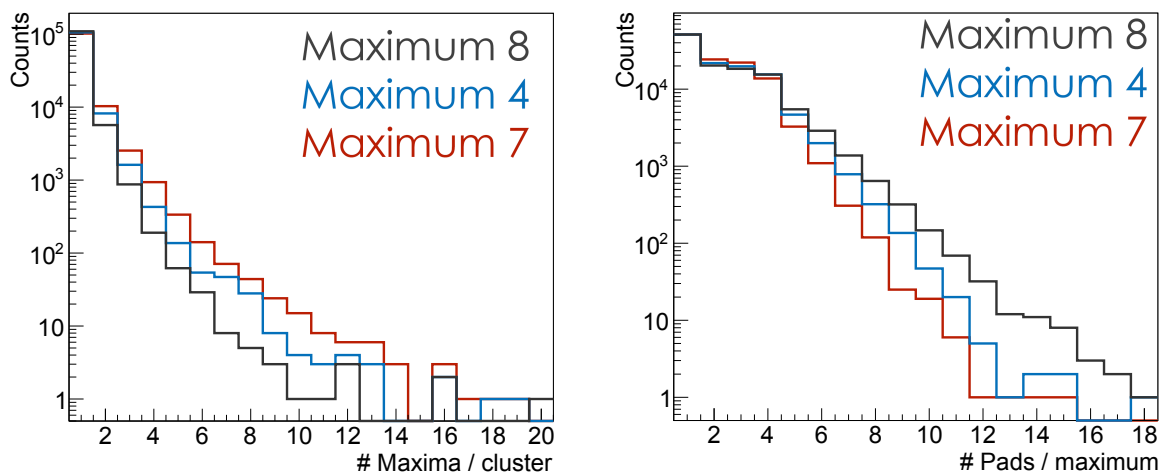 Counts
10^5
10^4
10^3
10^2
10
1
Maximum 8
Maximum 4
Maximum 7
2 4 6 8 10 12 14 16 18 20
# Maxima / cluster
Counts
10^4
10^3
10^2
10
1
Maximum 8
Maximum 4
Maximum 7
2 4 6 8 10 12 14 16 18
# Pads / maximum